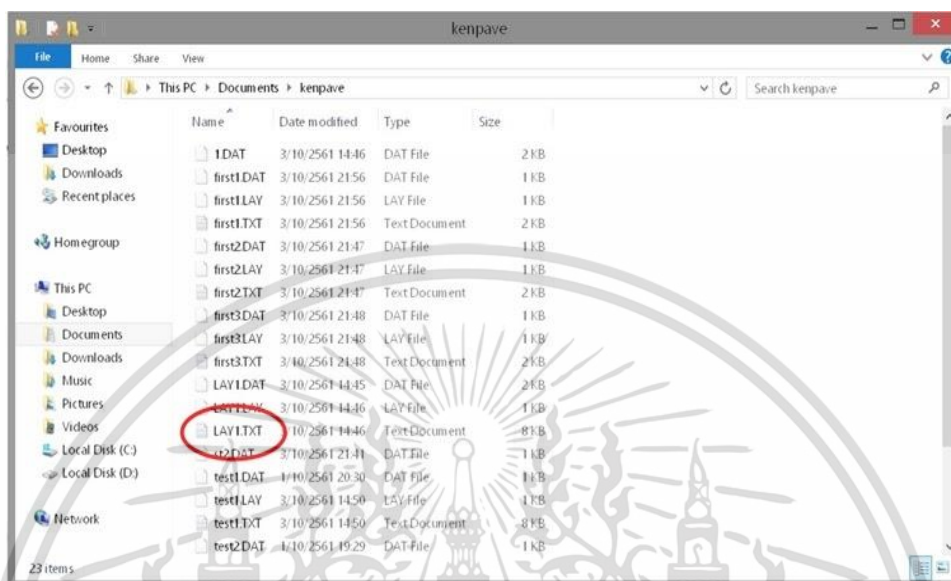 kenpave
File Home Share View
This PC Documents kenpave Search kenpave
Favourites
Desktop
Downloads
Recent places
Homegroup
This PC
Desktop
Documents
Downloads
Music
Pictures
Videos
Local Disk (C:)
Local Disk (D:)
Network
Name Date modified Type Size
1.DAT 3/10/2561 14:46 DAT File 2 KB
first1.DAT 3/10/2561 21:56 DAT File 1 KB
first1.LAY 3/10/2561 21:56 LAY File 1 KB
first1.TXT 3/10/2561 21:56 Text Document 2 KB
first2.DAT 3/10/2561 21:47 DAT File 1 KB
first2.LAY 3/10/2561 21:47 LAY File 1 KB
first2.TXT 3/10/2561 21:47 Text Document 2 KB
first3.DAT 3/10/2561 21:48 DAT File 1 KB
first3.LAY 3/10/2561 21:48 LAY File 1 KB
first3.TXT 3/10/2561 21:48 Text Document 2 KB
LAY1.DAT 3/10/2561 14:45 DAT File 2 KB
LAY1.LAY 3/10/2561 14:46 LAY File 1 KB
LAY1.TXT /10/2561 14:46 Text Document 8 KB
3/10/2561 21:41 DAT File 1 KB
test1.DAT 1/10/2561 20:30 DAT File 1 KB
test1.LAY 3/10/2561 14:50 LAY File 1 KB
test1.TXT 3/10/2561 14:50 Text Document 8 KB
test2.DAT 1/10/2561 19:29 DAT File 1 KB
23 items